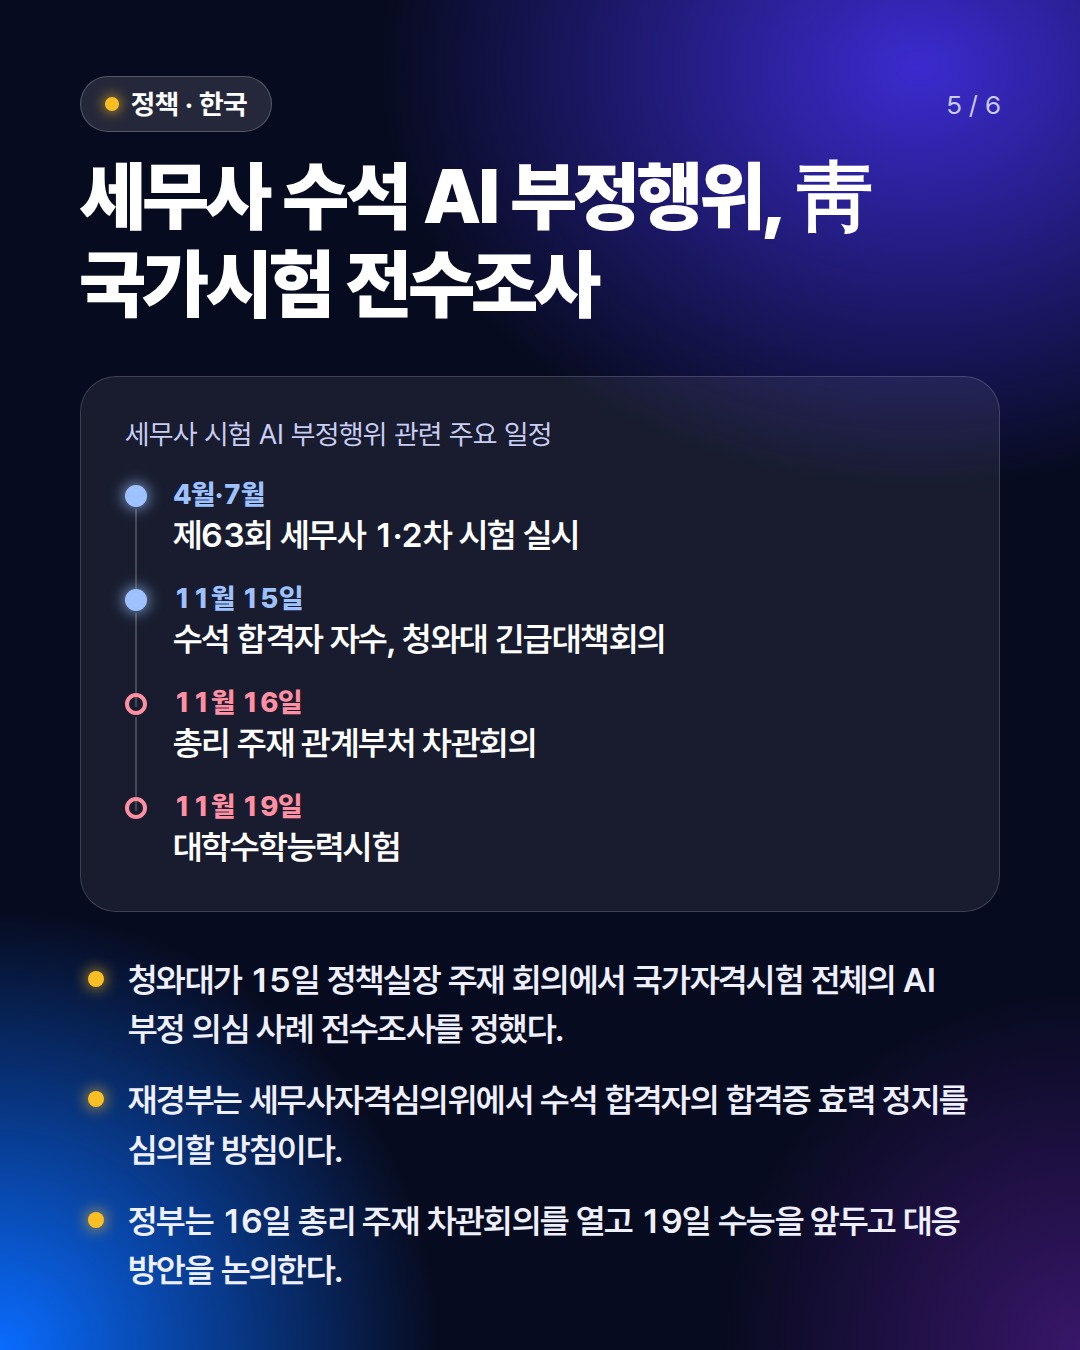 정책 · 한국
5 / 6
세무사 수석 AI 부정행위, 靑
국가시험 전수조사
세무사 시험 AI 부정행위 관련 주요 일정
4월·7월
제63회 세무사 1·2차 시험 실시
11월 15일
수석 합격자 자수, 청와대 긴급대책회의
11월 16일
총리 주재 관계부처 차관회의
11월 19일
대학수학능력시험
청와대가 15일 정책실장 주재 회의에서 국가자격시험 전체의 AI
부정 의심 사례 전수조사를 정했다.
재경부는 세무사자격심의위에서 수석 합격자의 합격증 효력 정지를
심의할 방침이다.
정부는 16일 총리 주재 차관회의를 열고 19일 수능을 앞두고 대응
방안을 논의한다.